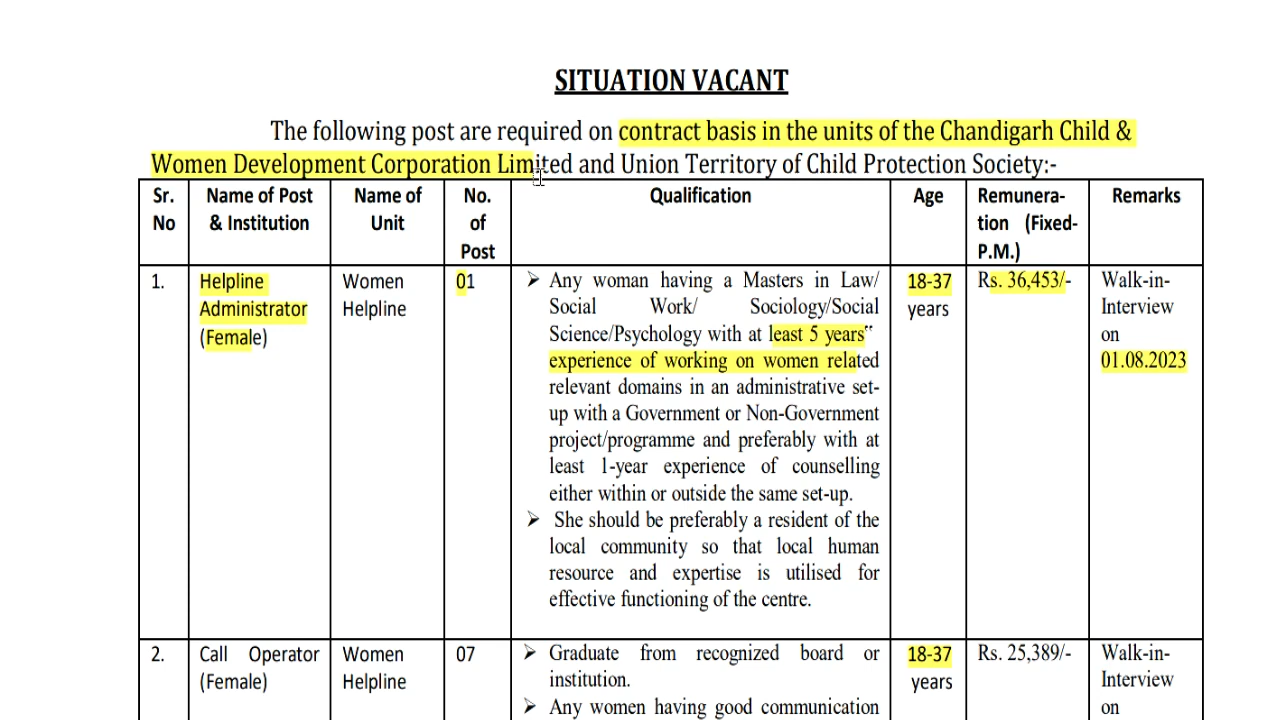 SITUATION VACANT
The following post are required on contract basis in the units of the Chandigarh Child &
Women Development Corporation Limited and Union Territory of Child Protection Society:-
Sr. No
Name of Post & Institution
Name of Unit
No. of Post
Qualification
Age
Remunera-tion (Fixed-P.M.)
Remarks
1.
Helpline
Administrator
(Female)
Women
Helpline
01
➢ Any woman having a Masters in Law/
Social Work/ Sociology/Social
Science/Psychology with at least 5 years‟
experience of working on women related
relevant domains in an administrative set-
up with a Government or Non-Government
project/programme and preferably with at
least 1-year experience of counselling
either within or outside the same set-up.
➢ She should be preferably a resident of the
local community so that local human
resource and expertise is utilised for
effective functioning of the centre.
18-37
years
Rs. 36,453/-
Walk-in-
Interview
on
01.08.2023
2.
Call Operator
(Female)
Women
Helpline
07
➢ Graduate from recognized board or
institution.
➢ Any women having good communication
18-37
years
Rs. 25,389/-
Walk-in-
Interview
on